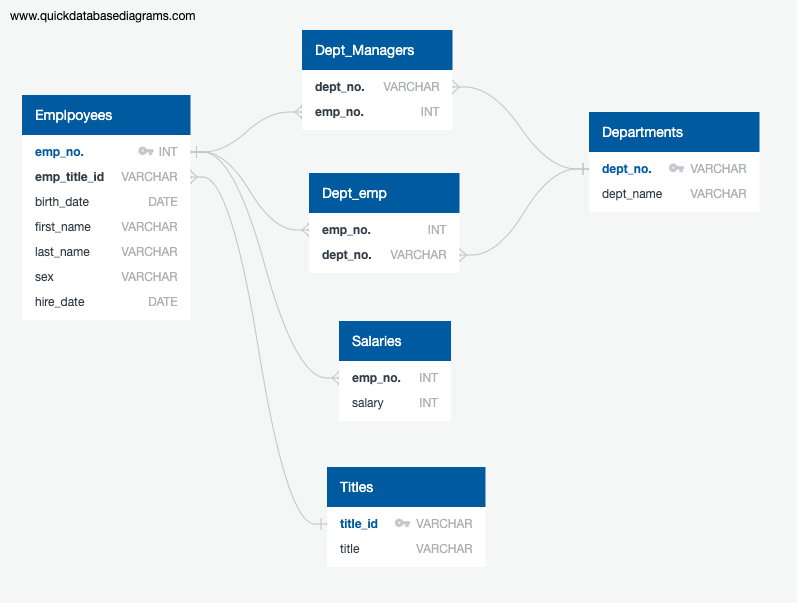 www.quickdatabasediagrams.com
Emplpoyees
emp_no. INT
emp_title_id VARCHAR
birth_date DATE
first_name VARCHAR
last_name VARCHAR
sex VARCHAR
hire_date DATE
Dept_Managers
dept_no. VARCHAR
emp_no. INT
Dept_emp
emp_no. INT
dept_no. VARCHAR
Salaries
emp_no. INT
salary INT
Titles
title_id VARCHAR
title VARCHAR
Departments
dept_no. VARCHAR
dept_name VARCHAR